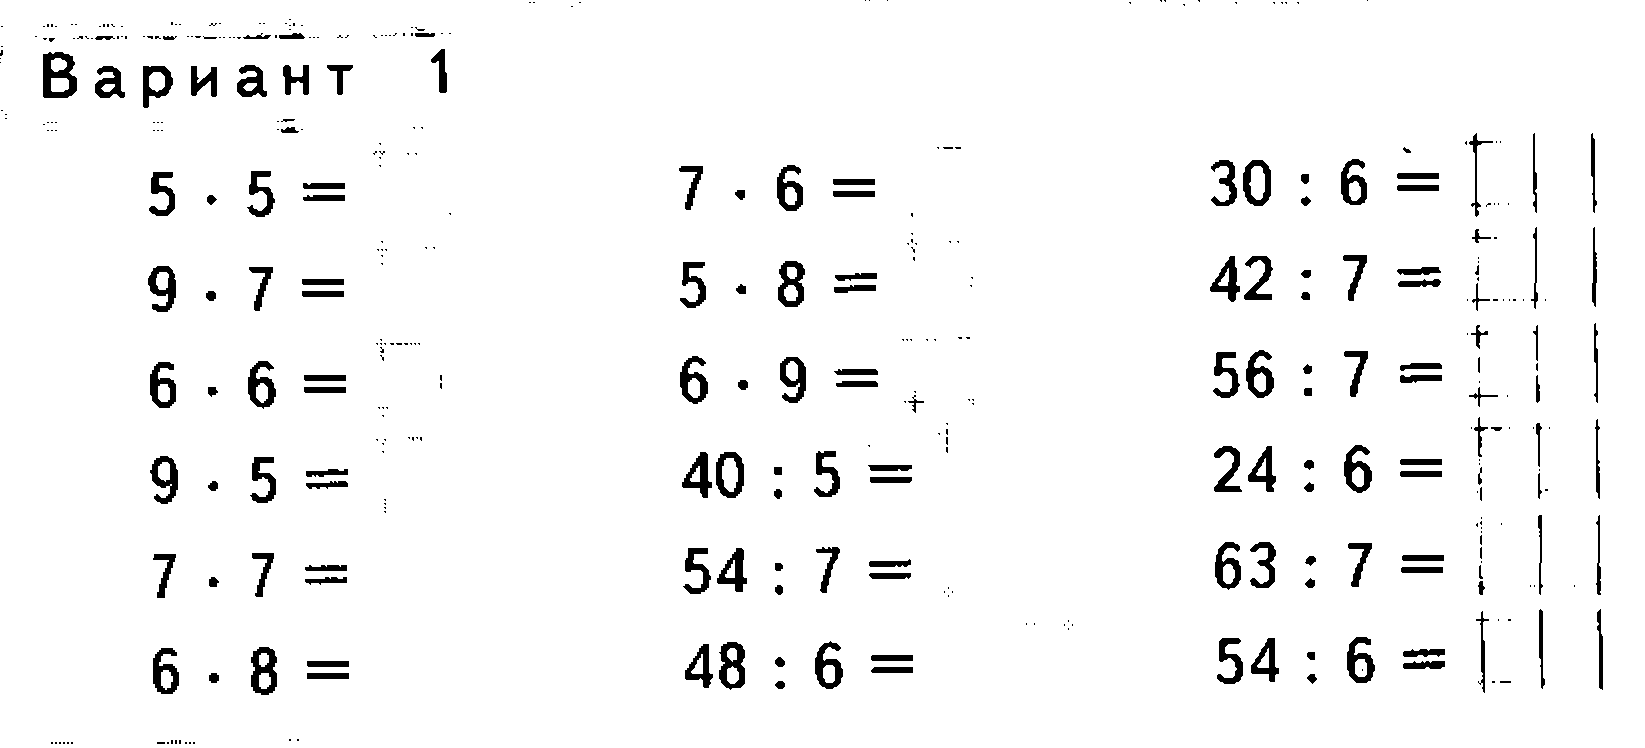 Вариант 1
5 · 5 =
9 · 7 =
6 · 6 =
9 · 5 =
7 · 7 =
6 · 8 =
7 · 6 =
5 · 8 =
6 · 9 =
40 : 5 =
54 : 7 =
48 : 6 =
30 : 6 =
42 : 7 =
56 : 7 =
24 : 6 =
63 : 7 =
54 : 6 =